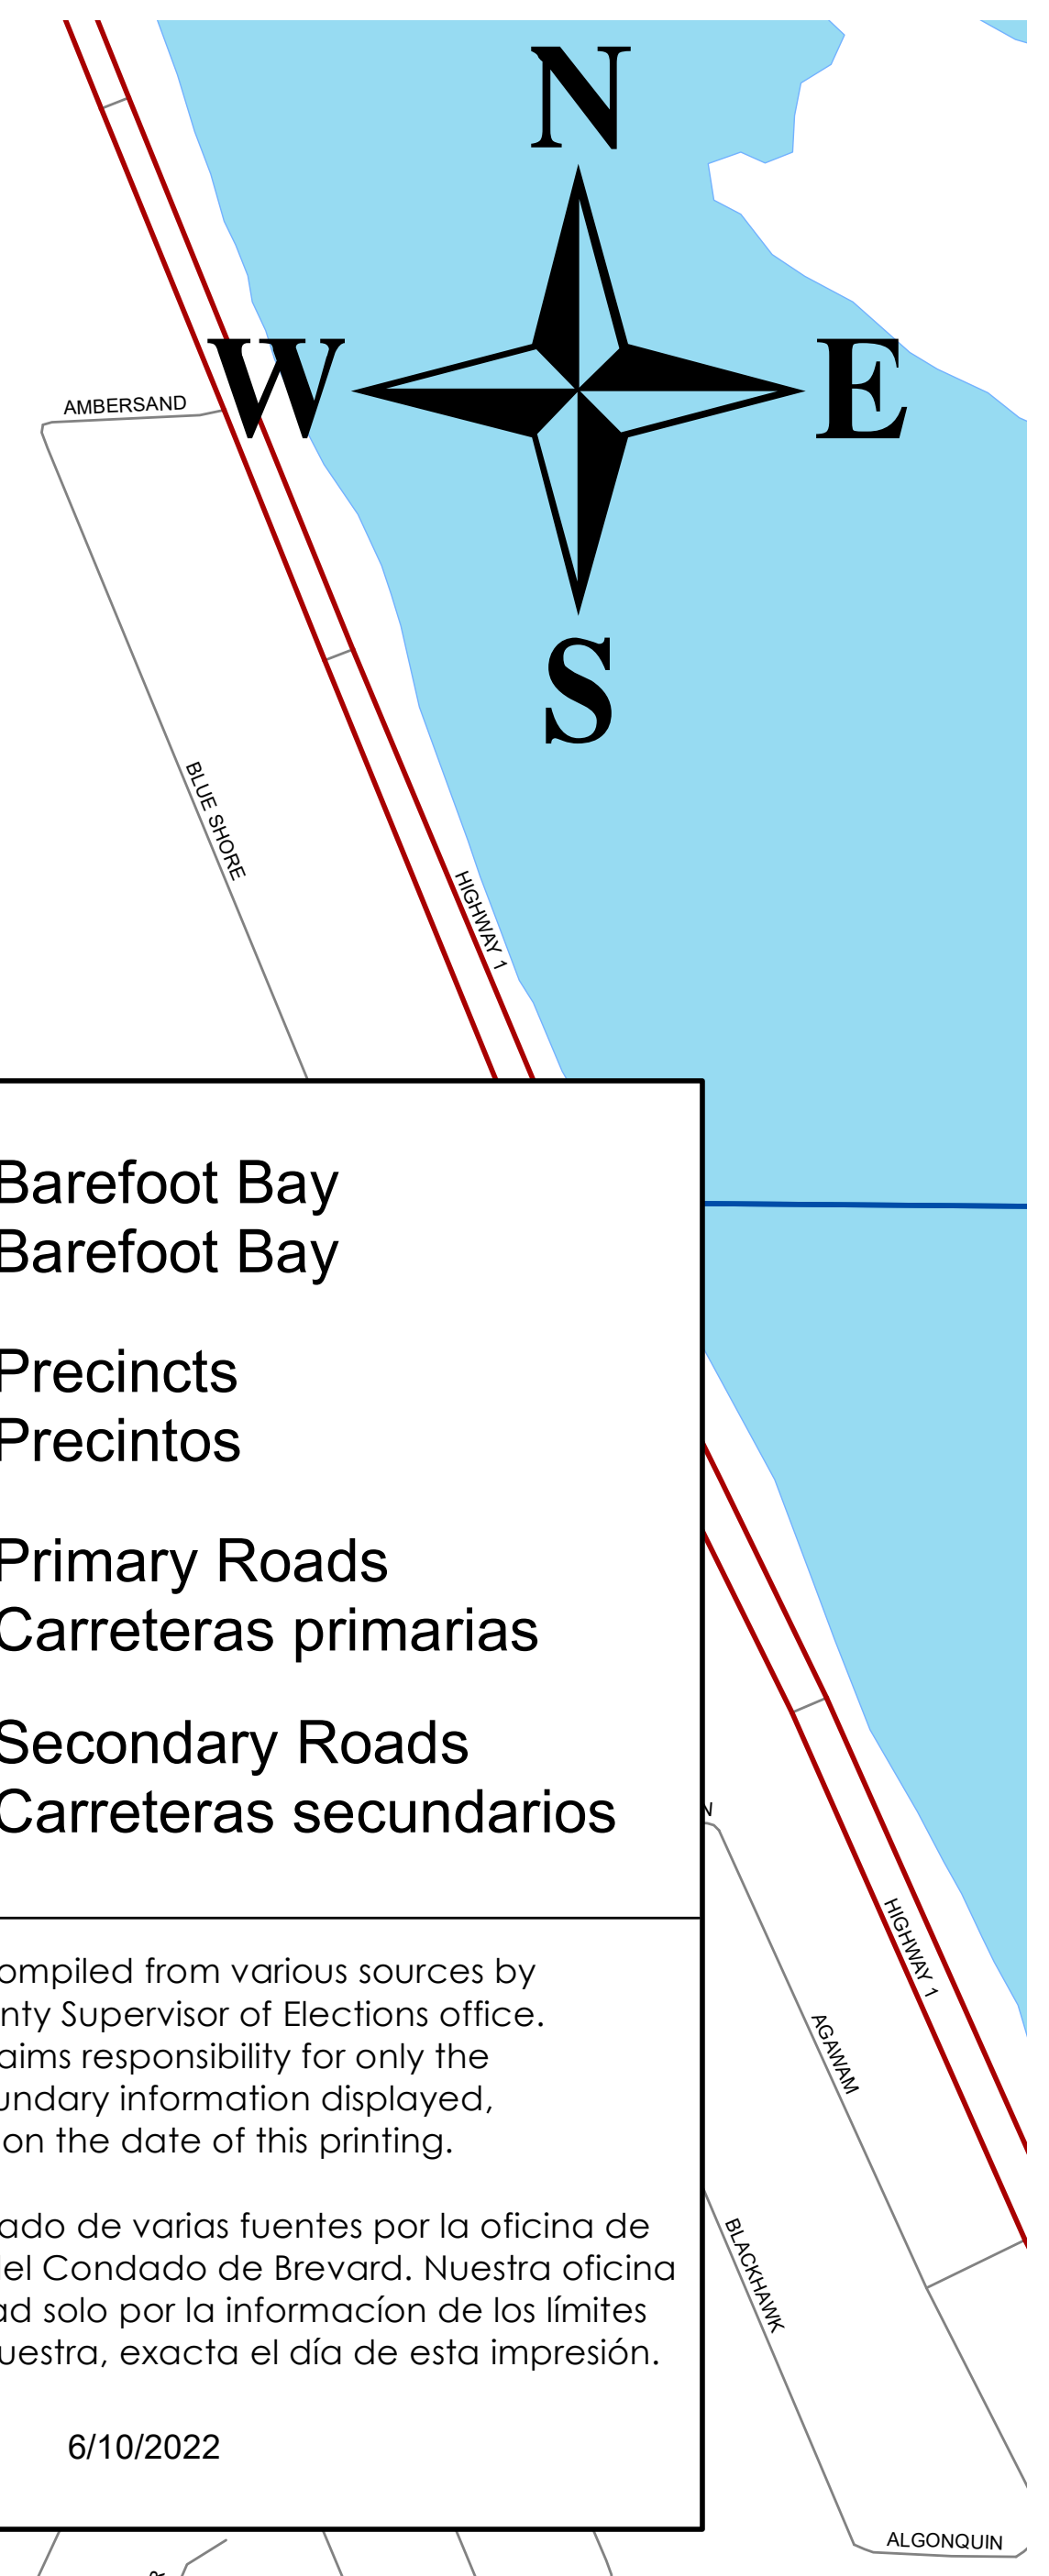 N
W
E
AMBERSAND
S
BLUE SHORE
HIGHWAY 1
Barefoot Bay
Barefoot Bay
Precincts
Precintos
Primary Roads
Carreteras primarias
Secondary Roads
Carreteras secundarios
N
HIGHWAY 1
ompiled from various sources by
nty Supervisor of Elections office.
aims responsibility for only the
undary information displayed,
on the date of this printing.
AGAWAM
ado de varias fuentes por la oficina de
del Condado de Brevard. Nuestra oficina
ad solo por la informacíon de los límites
uestra, exacta el día de esta impresión.
BLACKHAWK
6/10/2022
ALGONQUIN